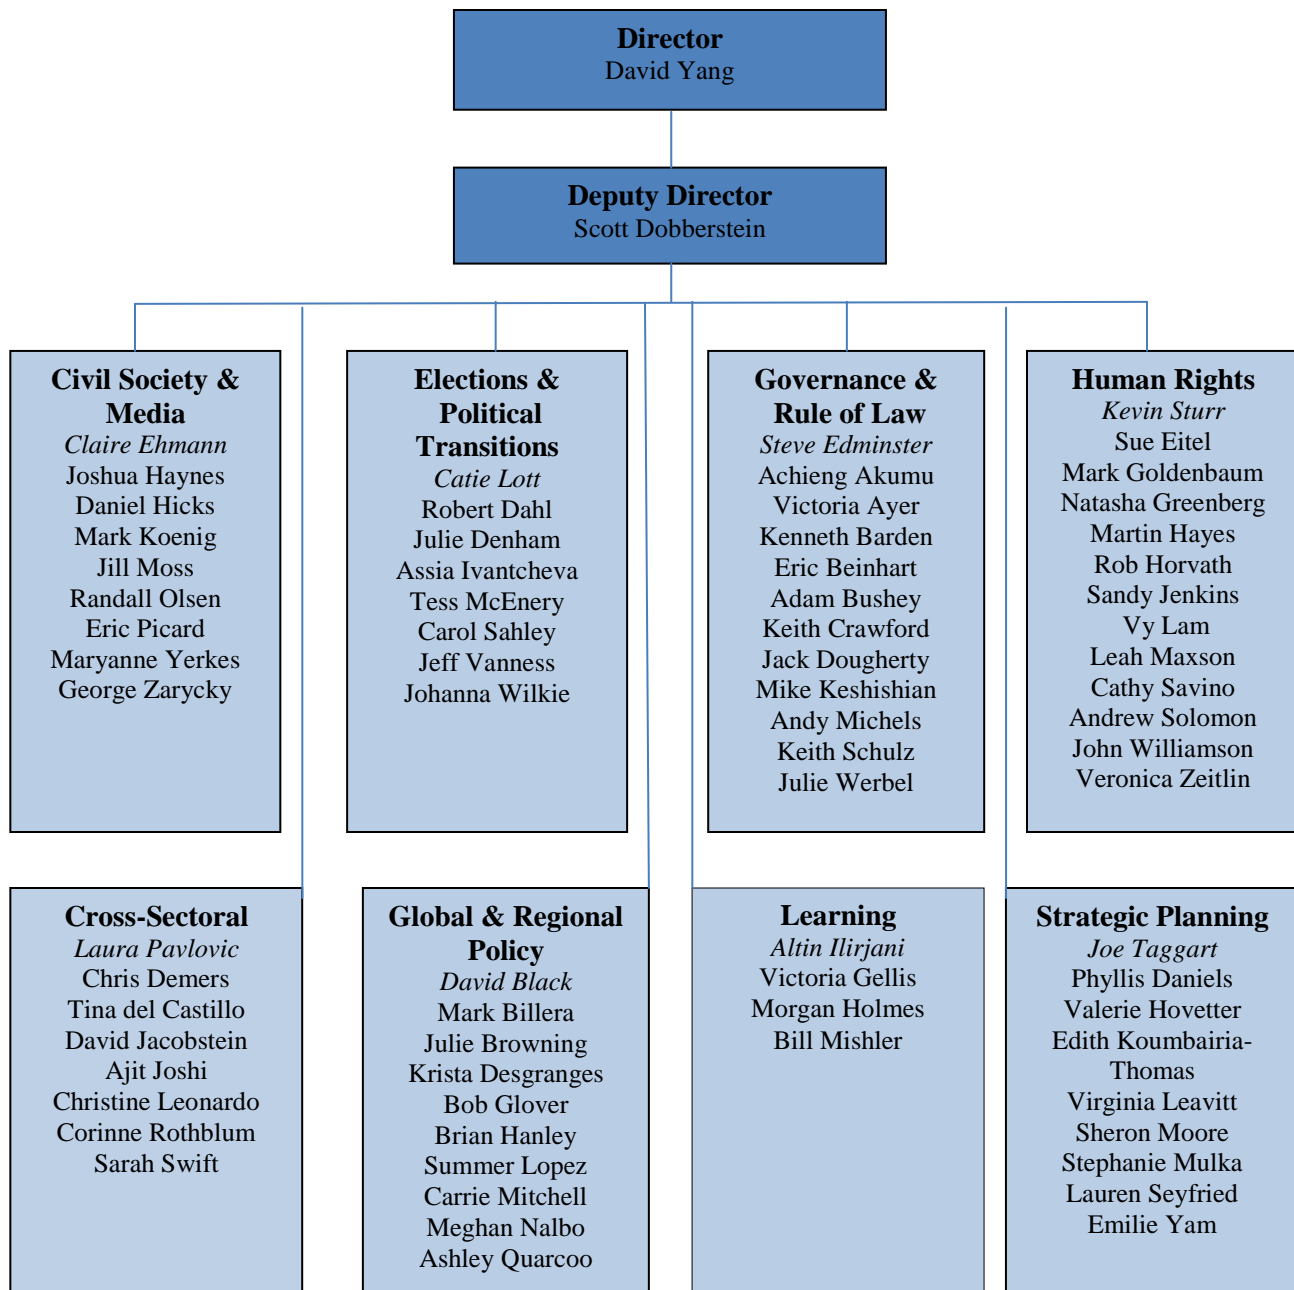 Director
David Yang
Deputy Director
Scott Dobberstein
Civil Society &
Media
Claire Ehmann
Joshua Haynes
Daniel Hicks
Mark Koenig
Jill Moss
Randall Olsen
Eric Picard
Maryanne Yerkes
George Zarycky
Elections &
Political
Transitions
Catie Lott
Robert Dahl
Julie Denham
Assia Ivantcheva
Tess McEnery
Carol Sahley
Jeff Vanness
Johanna Wilkie
Governance &
Rule of Law
Steve Edminster
Achieng Akumu
Victoria Ayer
Kenneth Barden
Eric Beinhart
Adam Bushey
Keith Crawford
Jack Dougherty
Mike Keshishian
Andy Michels
Keith Schulz
Julie Werbel
Human Rights
Kevin Sturr
Sue Eitel
Mark Goldenbaum
Natasha Greenberg
Martin Hayes
Rob Horvath
Sandy Jenkins
Vy Lam
Leah Maxson
Cathy Savino
Andrew Solomon
John Williamson
Veronica Zeitlin
Cross-Sectoral
Laura Pavlovic
Chris Demers
Tina del Castillo
David Jacobstein
Ajit Joshi
Christine Leonardo
Corinne Rothblum
Sarah Swift
Global & Regional
Policy
David Black
Mark Billera
Julie Browning
Krista Desgranges
Bob Glover
Brian Hanley
Summer Lopez
Carrie Mitchell
Meghan Nalbo
Ashley Quarcoo
Learning
Altin Ilirjani
Victoria Gellis
Morgan Holmes
Bill Mishler
Strategic Planning
Joe Taggart
Phyllis Daniels
Valerie Hovetter
Edith Koumbairia-
Thomas
Virginia Leavitt
Sheron Moore
Stephanie Mulka
Lauren Seyfried
Emilie Yam